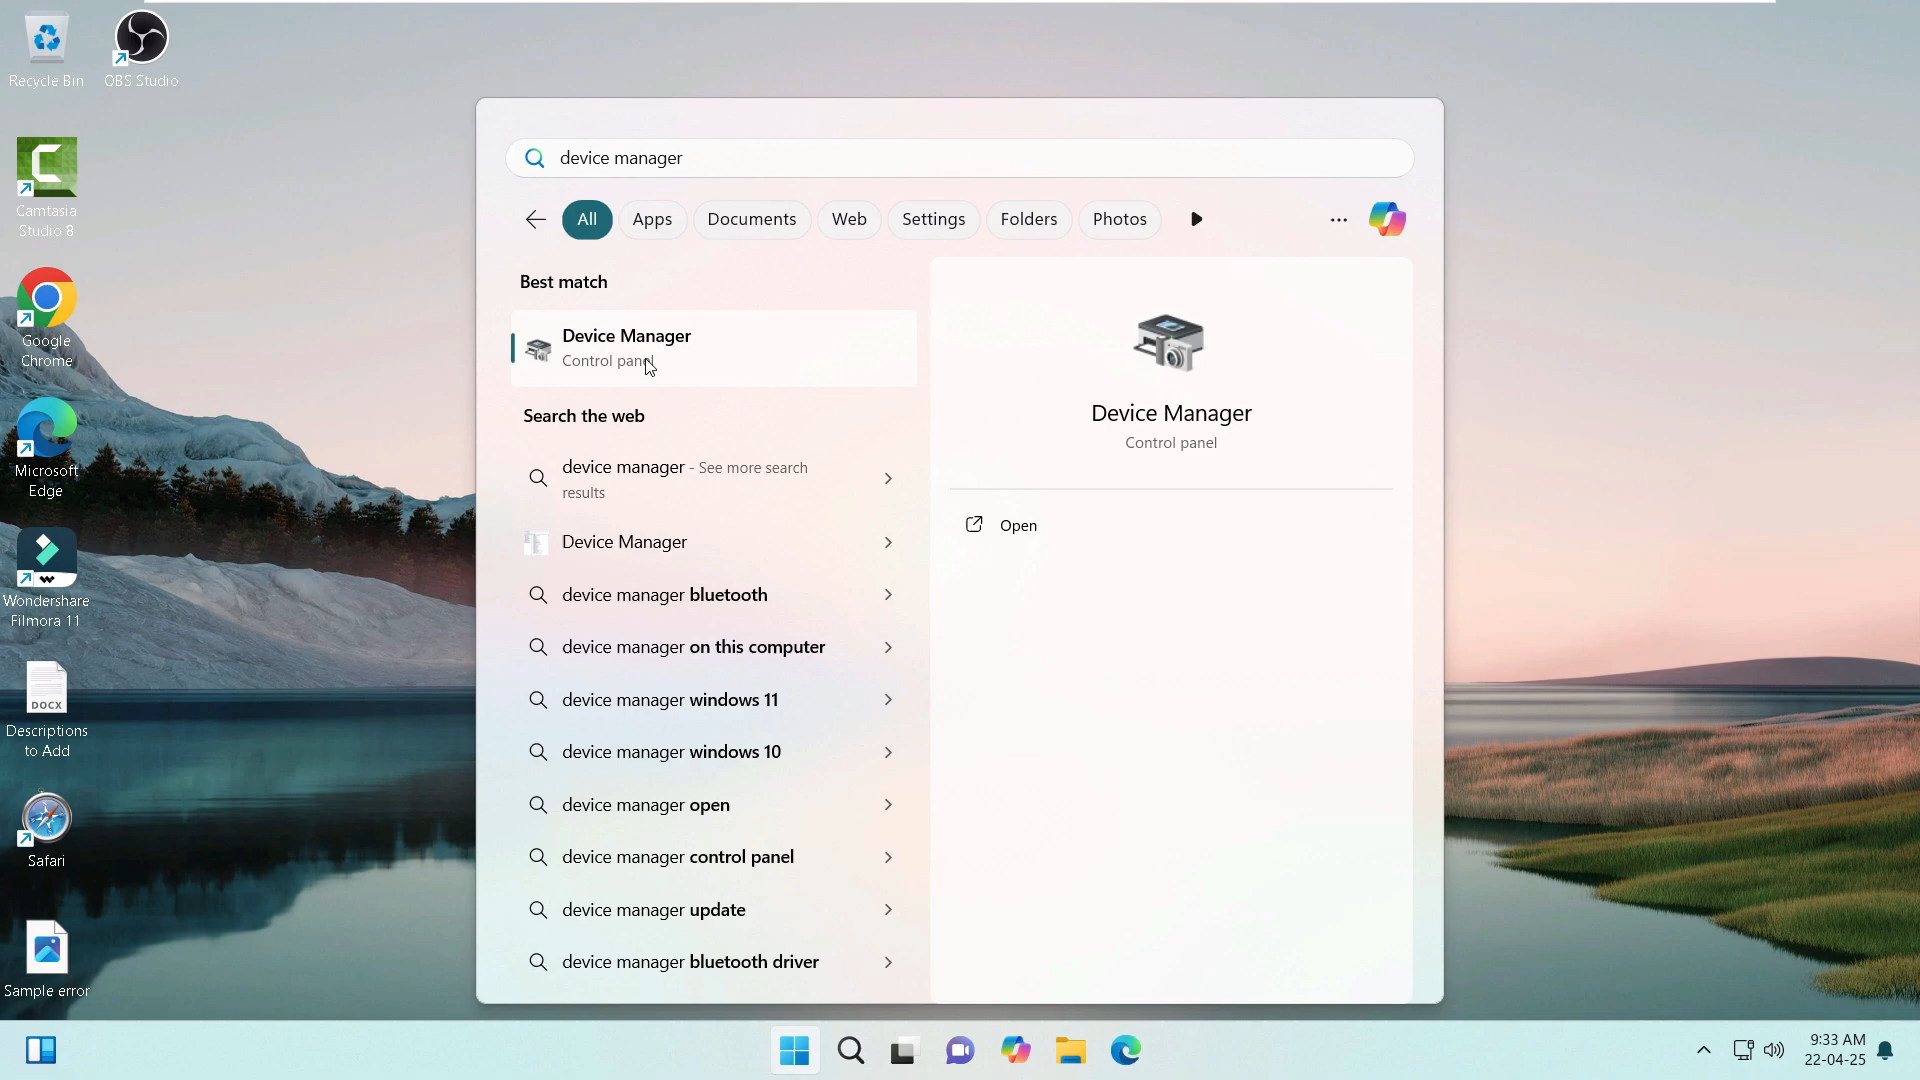 Recycle Bin
OBS Studio
Camtasia
Studio 8
Google
Chrome
Microsoft
Edge
Wondershare
Filmora 11
DOCX
Descriptions
to Add
Safari
Sample error
device manager
All
Apps
Documents
Web
Settings
Folders
Photos
Best match
Device Manager
Control panel
Search the web
device manager - See more search
results
Device Manager
device manager bluetooth
device manager on this computer
device manager windows 11
device manager windows 10
device manager open
device manager control panel
device manager update
device manager bluetooth driver
Device Manager
Control panel
Open
9:33 AM
22-04-25